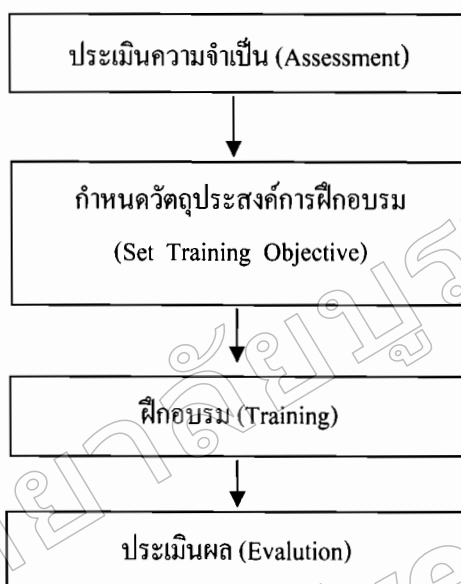 ประเมินความจำเป็น (Assessment)
กำหนดวัตถุประสงค์การฝึกอบรม
(Set Training Objective)
ฝึกอบรม (Training)
ประเมินผล (Evalution)